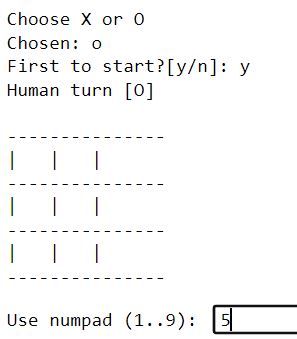 Choose X or O
Chosen: o
First to start?[y/n]: y
Human turn [O]
---------------
|   |   |
---------------
|   |   |
---------------
|   |   |
---------------
Use numpad (1..9): 5